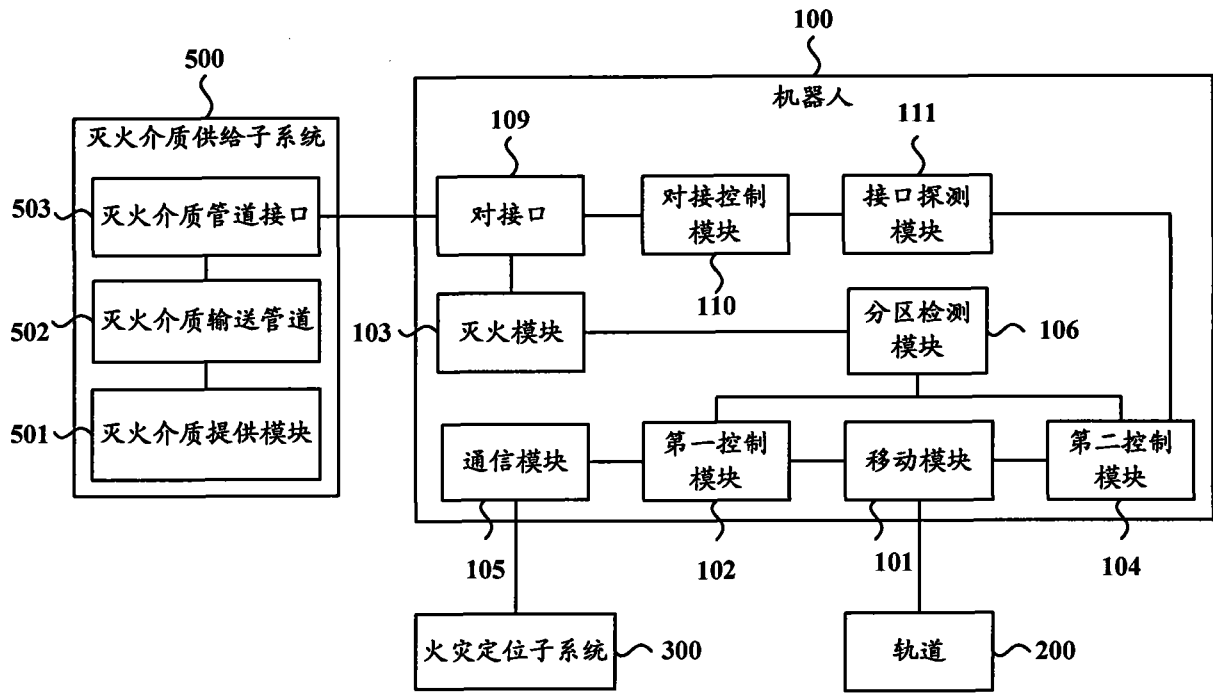 500
灭火介质供给子系统
503
灭火介质管道接口
502
灭火介质输送管道
501
灭火介质提供模块
100
机器人
109
对接口
对接控制
模块
110
111
接口探测
模块
103
灭火模块
分区检测
模块
106
通信模块
105
第一控制
模块
102
移动模块
101
第二控制
模块
104
火灾定位子系统
300
轨道
200